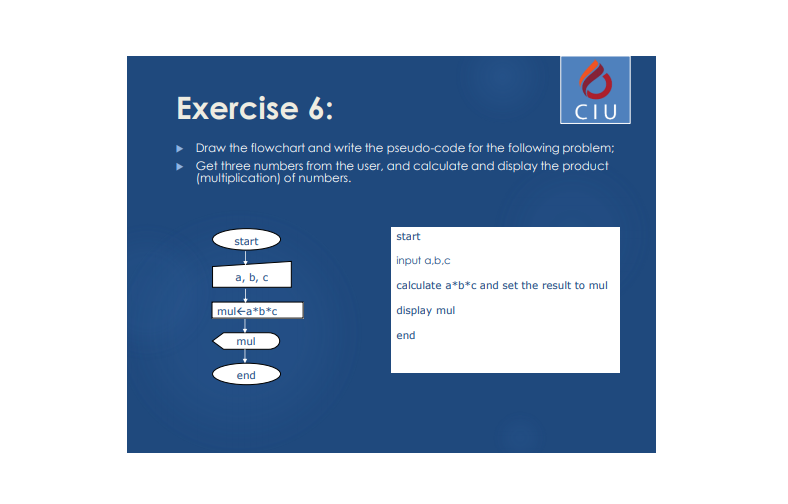 CIU
Exercise 6:
Draw the flowchart and write the pseudo-code for the following problem;
Get three numbers from the user, and calculate and display the product
(multiplication) of numbers.
start
a, b, c
mul←a*b*c
mul
end
start
input a,b,c
calculate a*b*c and set the result to mul
display mul
end